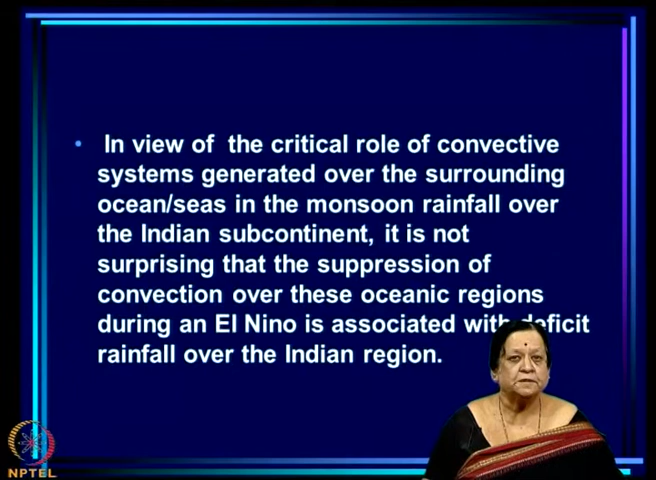 • In view of the critical role of convective
systems generated over the surrounding
ocean/seas in the monsoon rainfall over
the Indian subcontinent, it is not
surprising that the suppression of
convection over these oceanic regions
during an El Nino is associated with deficit
rainfall over the Indian region.
NPTEL